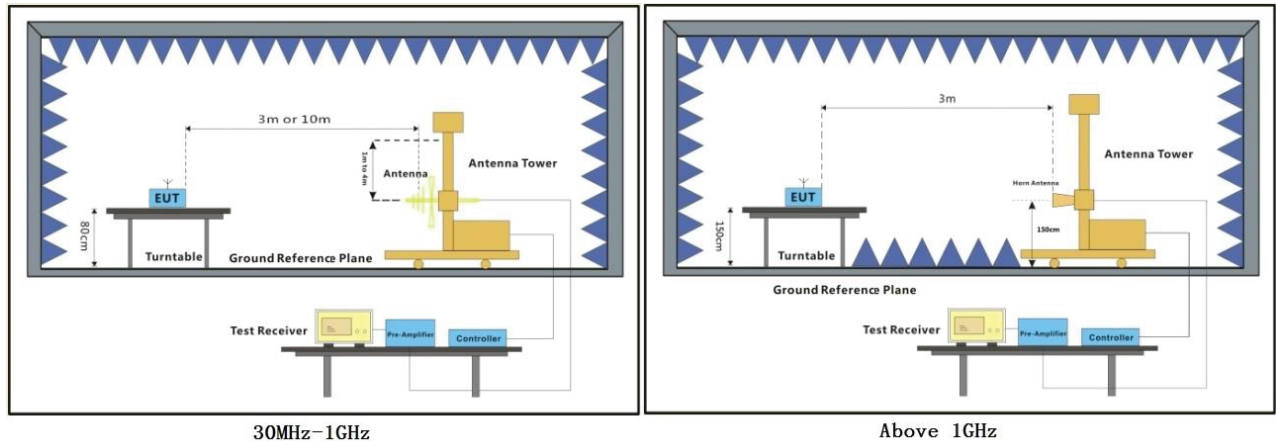 3m or 10m
1m to 4m
Antenna
Antenna Tower
EUT
80cm
Turntable
Ground Reference Plane
Test Receiver
Pre-Amplifier
Controller
30MHz-1GHz
3m
Antenna Tower
Horn Antenna
EUT
150cm
150cm
Turntable
Ground Reference Plane
Test Receiver
Pre-Amplifier
Controller
Above 1GHz